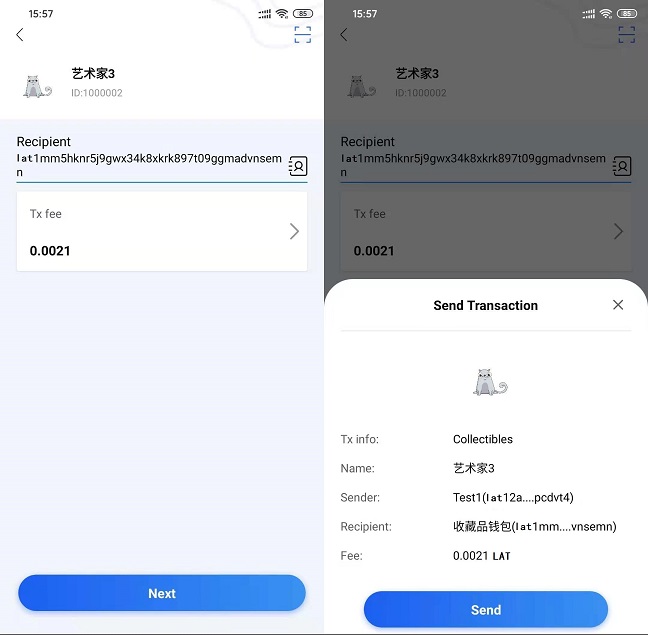 15:57
85
艺术家3
ID:1000002
Recipient
lat1mm5hknr5j9gwx34k8xkrk897t09ggmadvnsem
n
Tx fee
0.0021
Next
15:57
85
艺术家3
ID:1000002
Recipient
lat1mm5hknr5j9gwx34k8xkrk897t09ggmadvnsem
n
Tx fee
0.0021
Send Transaction
Tx info: Collectibles
Name: 艺术家3
Sender: Test1(lat12a....pcdvt4)
Recipient: 收藏品钱包(lat1mm....vnsemn)
Fee: 0.0021 LAT
Send